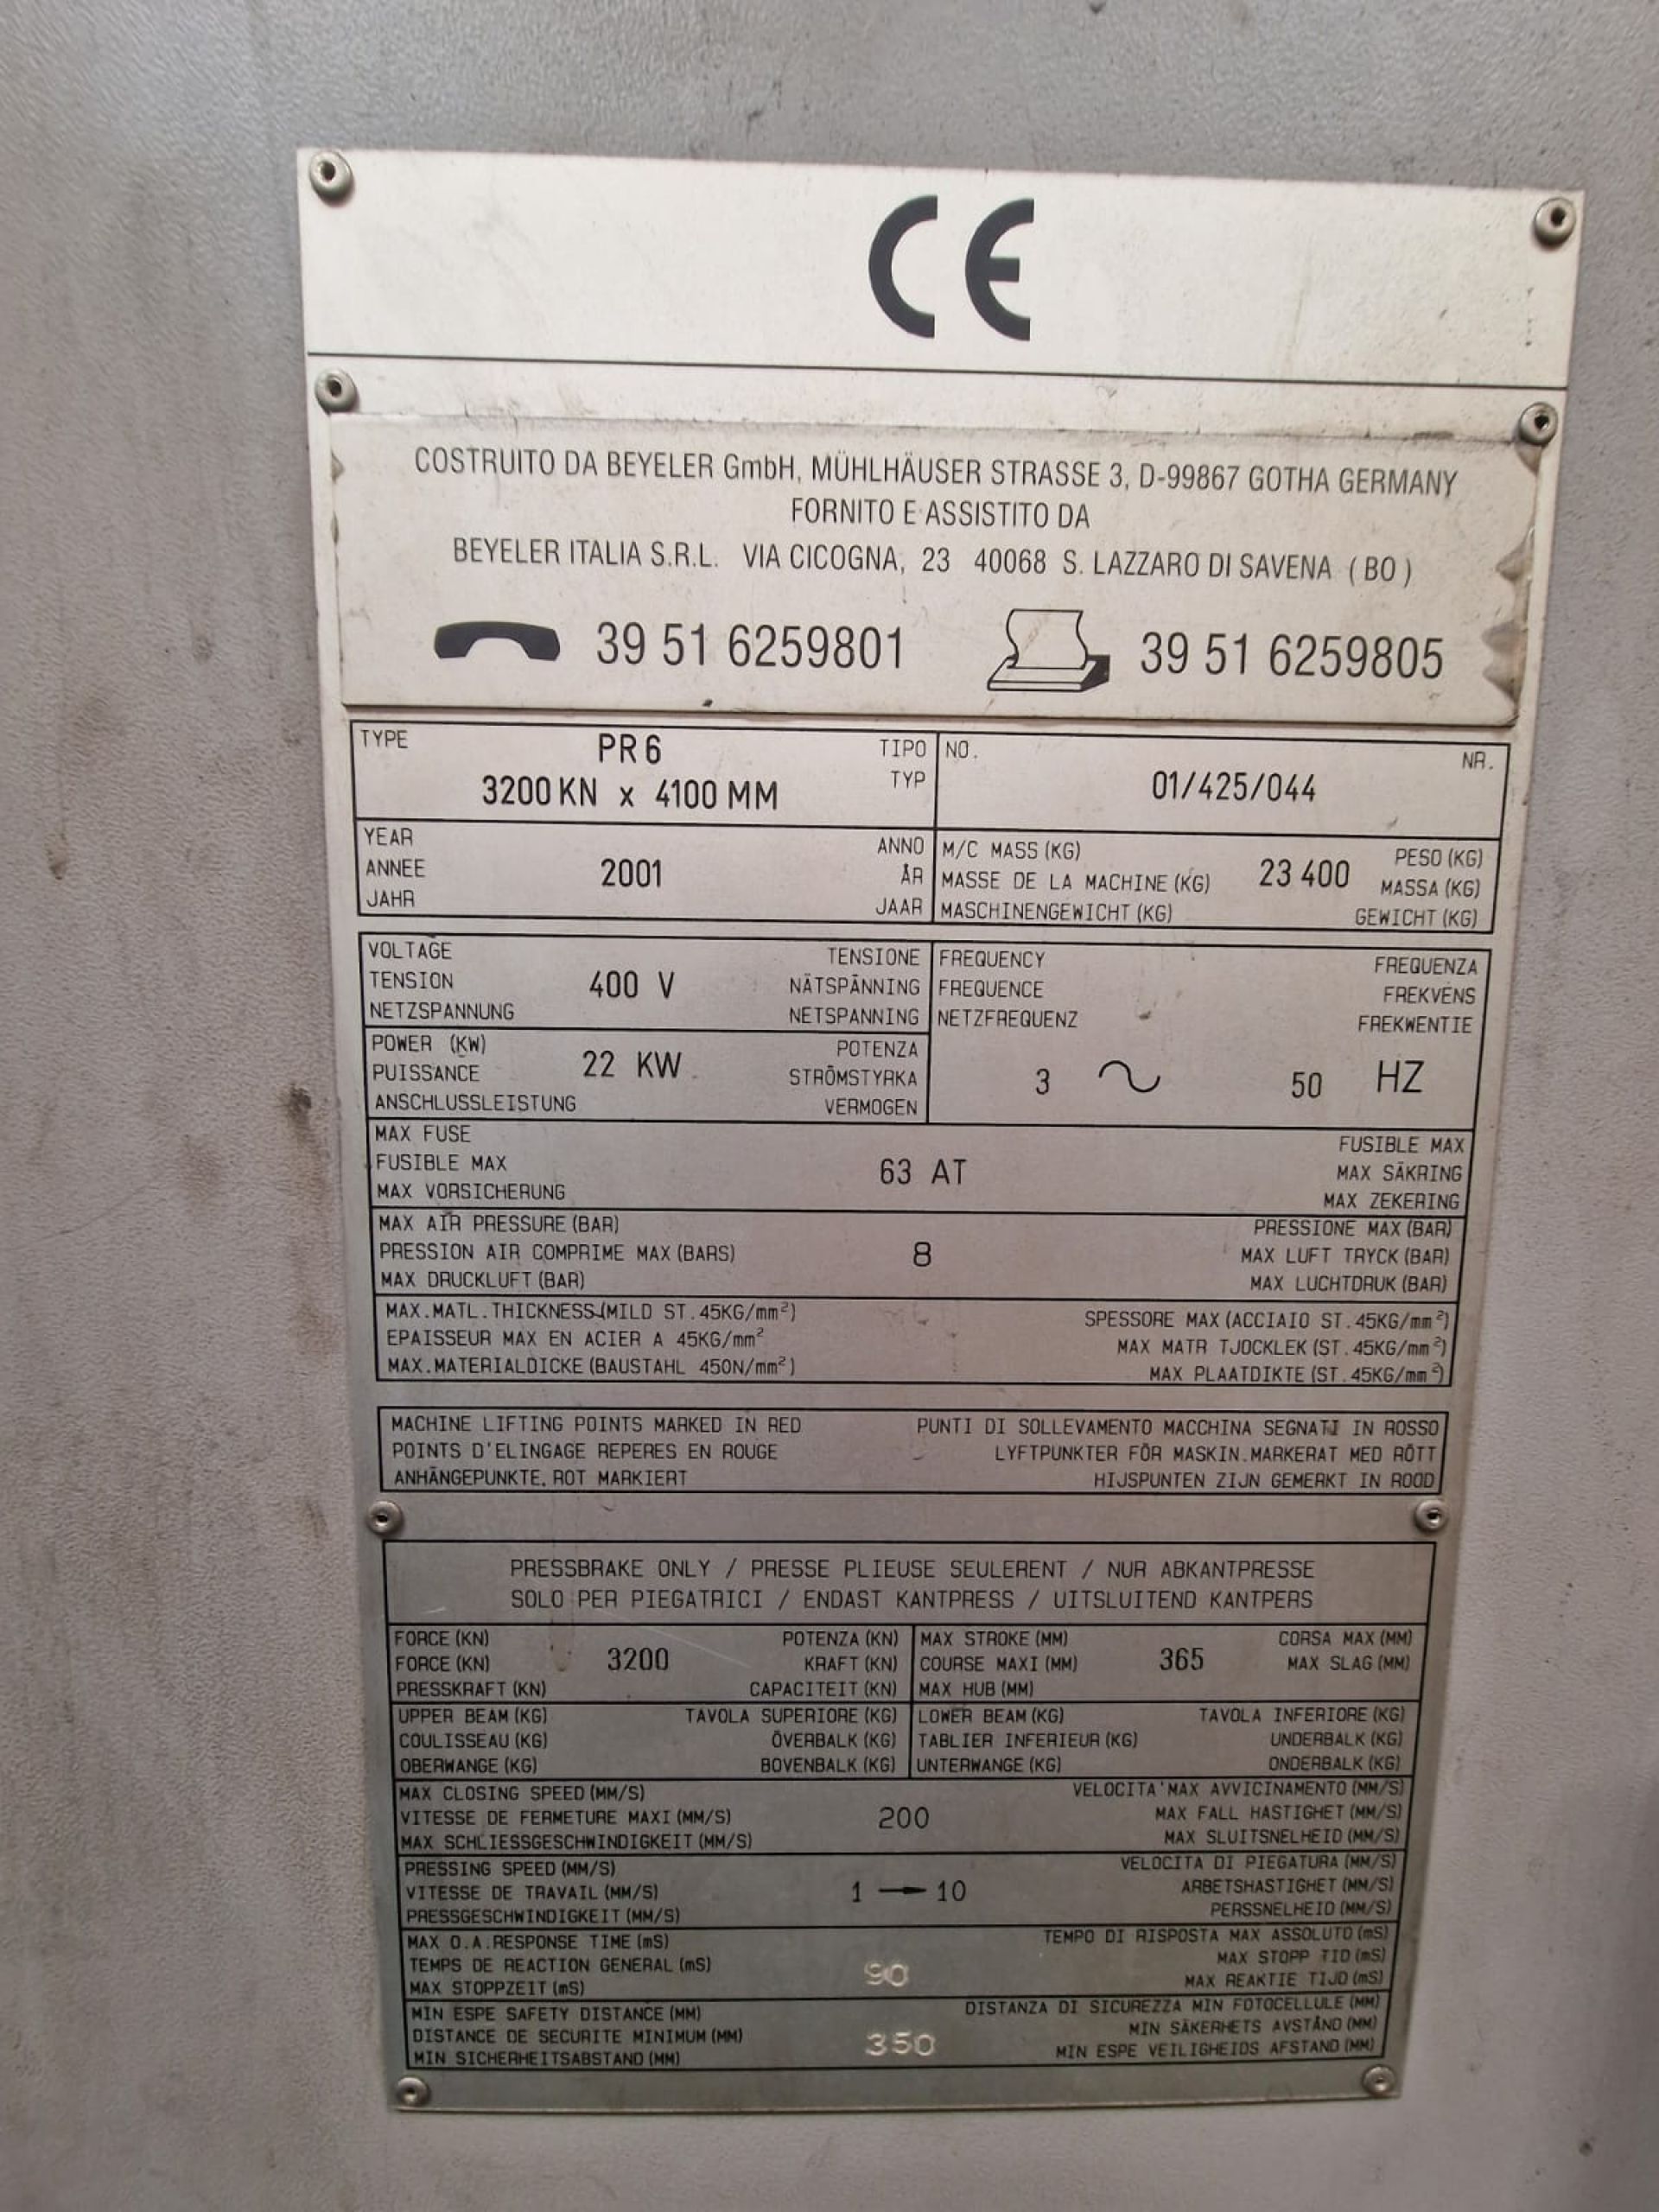 CE
COSTRUITO DA BEYELER GmbH, MÜHLHÄUSER STRASSE 3, D-99867 GOTHA GERMANY
FORNITO E ASSISTITO DA
BEYELER ITALIA S.R.L. VIA CICOGNA, 23 40068 S. LAZZARO DI SAVENA (BO)
39 51 6259801 39 51 6259805
TYPE PR6 TIPO
3200KN x 4100 MM TYP
NO. NR.
01/425/044
YEAR ANNO
ANNEE 2001 ÅR
JAHR JAAR
M/C MASS (KG) 23 400 PESO (KG)
MASSE DE LA MACHINE (KG) MASSA (KG)
MASCHINENGEWICHT (KG) GEWICHT (KG)
VOLTAGE TENSIONE
TENSION 400 V NÄTSPÄNNING
NETZSPANNUNG NETSPANNING
FREQUENCY FREQUENZA
FREQUENCE FREKVENS
NETZFREQUENZ FREKWENTIE
3 ~ 50 HZ
POWER (KW) POTENZA
PUISSANCE 22 KW STRÖMSTYRKA
ANSCHLUSSLEISTUNG VERMOGEN
MAX FUSE FUSIBLE MAX
FUSIBLE MAX 63 AT MAX SÄKRING
MAX VORSICHERUNG MAX ZEKERING
MAX AIR PRESSURE (BAR) PRESSIONE MAX (BAR)
PRESSION AIR COMPRIME MAX (BARS) 8 MAX LUFT TRYCK (BAR)
MAX DRUCKLUFT (BAR) MAX LUCHTDRUK (BAR)
MAX.MATL.THICKNESS (MILD ST.45KG/mm²) SPESSORE MAX (ACCIAIO ST.45KG/mm²)
EPAISSEUR MAX EN ACIER A 45KG/mm² MAX MATR TJOCKLEK (ST.45KG/mm²)
MAX.MATERIALDICKE (BAUSTAHL 450N/mm²) MAX PLAATDIKTE (ST.45KG/mm²)
MACHINE LIFTING POINTS MARKED IN RED PUNTI DI SOLLEVAMENTO MACCHINA SEGNATI IN ROSSO
POINTS D'ELINGAGE REPERES EN ROUGE LYFTPUNKTER FÖR MASKIN.MARKERAT MED RÖTT
ANHÄNGEPUNKTE, ROT MARKIERT HIJSPUNTEN ZIJN GEMERKT IN ROOD
PRESSBRAKE ONLY / PRESSE PLIEUSE SEULERENT / NUR ABKANTPRESSE
SOLO PER PIEGATRICI / ENDAST KANTPRESS / UITSLUITEND KANTPERS
FORCE (KN) POTENZA (KN)
FORCE (KN) 3200 KRAFT (KN)
PRESSKRAFT (KN) CAPACITEIT (KN)
MAX STROKE (MM) CORSA MAX (MM)
COURSE MAXI (MM) 365 MAX SLAG (MM)
MAX HUB (MM)
UPPER BEAM (KG) TAVOLA SUPERIORE (KG)
COULISSEAU (KG) ÖVERBALK (KG)
OBERWANGE (KG) BOVENBALK (KG)
LOWER BEAM (KG) TAVOLA INFERIORE (KG)
TABLIER INFERIEUR (KG) UNDERBALK (KG)
UNTERWANGE (KG) ONDERBALK (KG)
MAX CLOSING SPEED (MM/S) VELOCITA'MAX AVVICINAMENTO (MM/S)
VITESSE DE FERMETURE MAXI (MM/S) 200 MAX FALL HASTIGHET (MM/S)
MAX SCHLIESSGESCHWINDIGKEIT (MM/S) MAX SLUITSNELHEID (MM/S)
PRESSING SPEED (MM/S) VELOCITA DI PIEGATURA (MM/S)
VITESSE DE TRAVAIL (MM/S) 1 → 10 ARBETSHASTIGHET (MM/S)
PRESSGESCHWINDIGKEIT (MM/S) PERSSNELHEID (MM/S)
MAX O.A.RESPONSE TIME (mS) TEMPO DI RISPOSTA MAX ASSOLUTO (mS)
TEMPS DE REACTION GENERAL (mS) 90 MAX STOPP TID (mS)
MAX STOPPZEIT (mS) MAX REAKTIE TIJD (mS)
MIN ESPE SAFETY DISTANCE (MM) DISTANZA DI SICUREZZA MIN FOTOCELLULE (MM)
DISTANCE DE SECURITE MINIMUM (MM) 350 MIN SÄKERHETS AVSTÅND (MM)
MIN SICHERHEITSABSTAND (MM) MIN ESPE VEILIGHEIDS AFSTAND (MM)